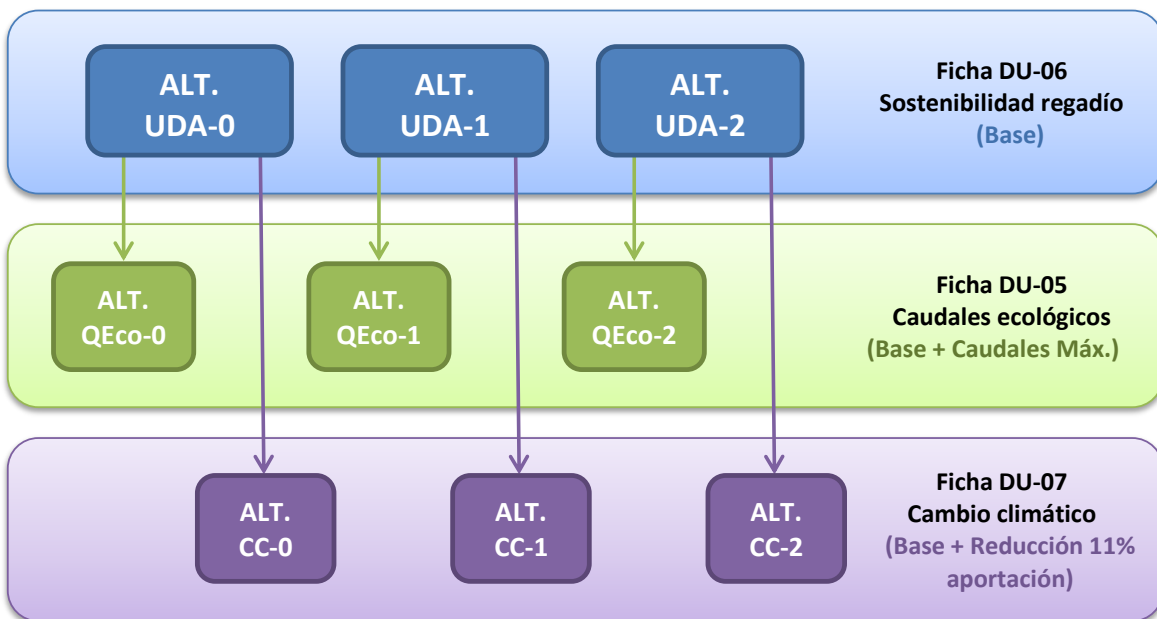 ALT.
UDA-0
ALT.
UDA-1
ALT.
UDA-2
Ficha DU-06
Sostenibilidad regadío
(Base)
ALT.
QEco-0
ALT.
QEco-1
ALT.
QEco-2
Ficha DU-05
Caudales ecológicos
(Base + Caudales Máx.)
ALT.
CC-0
ALT.
CC-1
ALT.
CC-2
Ficha DU-07
Cambio climático
(Base + Reducción 11%
aportación)